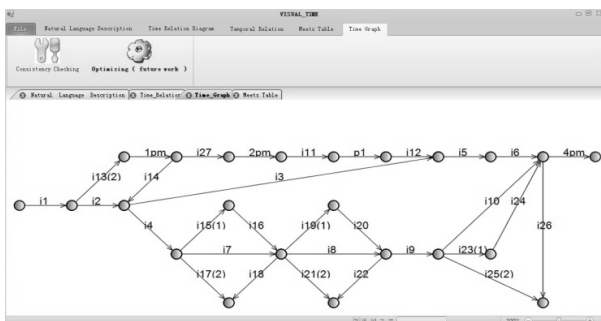 VISUAL_TIME
File Natural Language Description Time Relation Diagram Temporal Relation Meets Table Time Graph
Consistency Checking Optimizing ( future work )
Natural Language Description Time_Relation Time_Graph Meets Table
1pm i27 2pm i11 p1 i12 i5 i6 4pm
i13(2) i14 i3
i1 i2 i10 i24
i4 i15(1) i16 i19(1) i20 i26
i7 i8 i9 i23(1)
i17(2) i18 i21(2) i22 i25(2)
100%